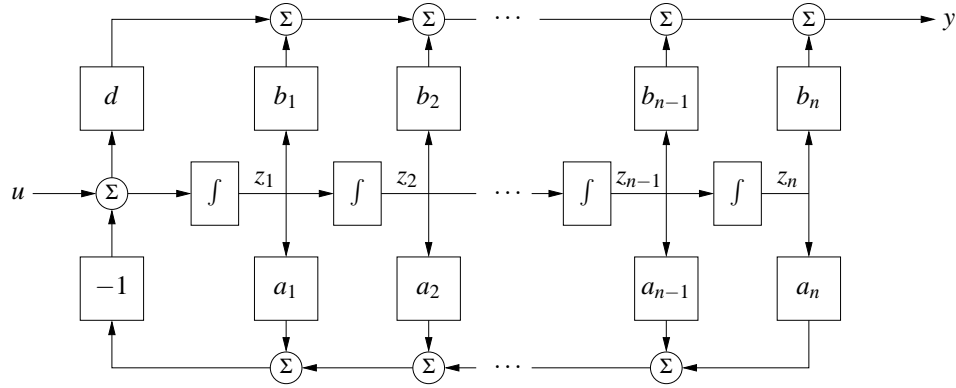 Σ Σ ⋯ Σ Σ y
d b₁ b₂ bₙ₋₁ bₙ
u Σ ∫ z₁ ∫ z₂ ⋯ ∫ zₙ₋₁ ∫ zₙ
−1 a₁ a₂ aₙ₋₁ aₙ
Σ Σ ⋯ Σ